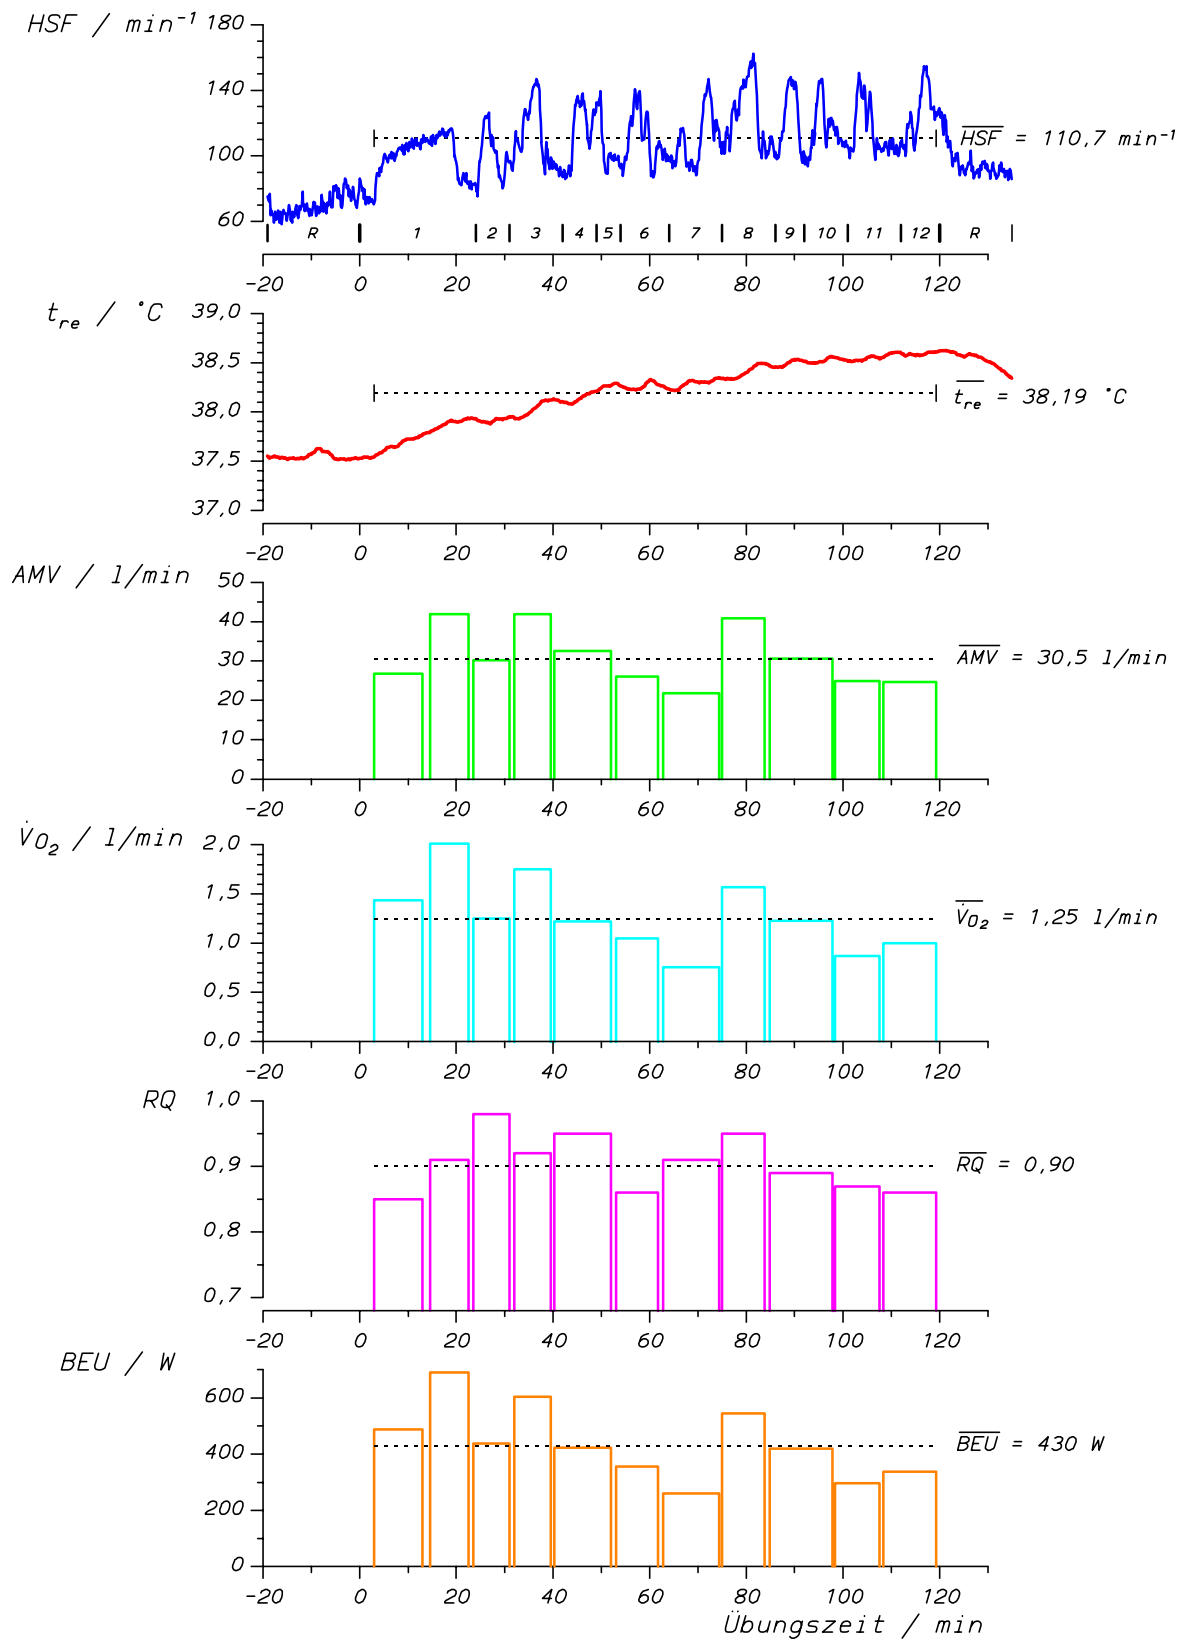 HSF / min⁻¹
180
140
100
60
HSF = 110,7 min⁻¹
R 1 2 3 4 5 6 7 8 9 10 11 12 R
-20 0 20 40 60 80 100 120
t_re / °C
39,0
38,5
38,0
37,5
37,0
t_re = 38,19 °C
-20 0 20 40 60 80 100 120
AMV / l/min
50
40
30
20
10
0
AMV = 30,5 l/min
-20 0 20 40 60 80 100 120
V̇O₂ / l/min
2,0
1,5
1,0
0,5
0,0
V̇O₂ = 1,25 l/min
-20 0 20 40 60 80 100 120
RQ
1,0
0,9
0,8
0,7
RQ = 0,90
-20 0 20 40 60 80 100 120
BEU / W
600
400
200
0
BEU = 430 W
-20 0 20 40 60 80 100 120
Übungszeit / min